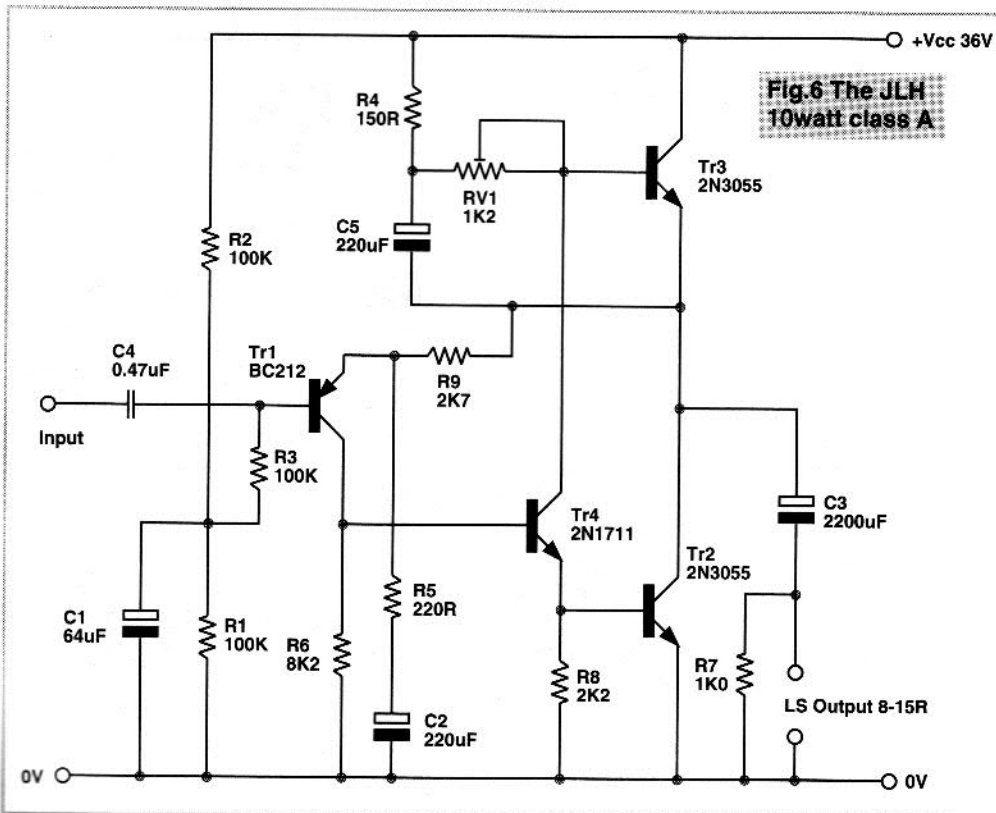 +Vcc 36V
Fig.6 The JLH
10watt class A
R4
150R
RV1
1K2
Tr3
2N3055
C5
220uF
R2
100K
C4
0.47uF
Tr1
BC212
R9
2K7
Input
R3
100K
Tr4
2N1711
C3
2200uF
Tr2
2N3055
C1
64uF
R1
100K
R6
8K2
R5
220R
R8
2K2
R7
1K0
LS Output 8-15R
C2
220uF
0V
0V